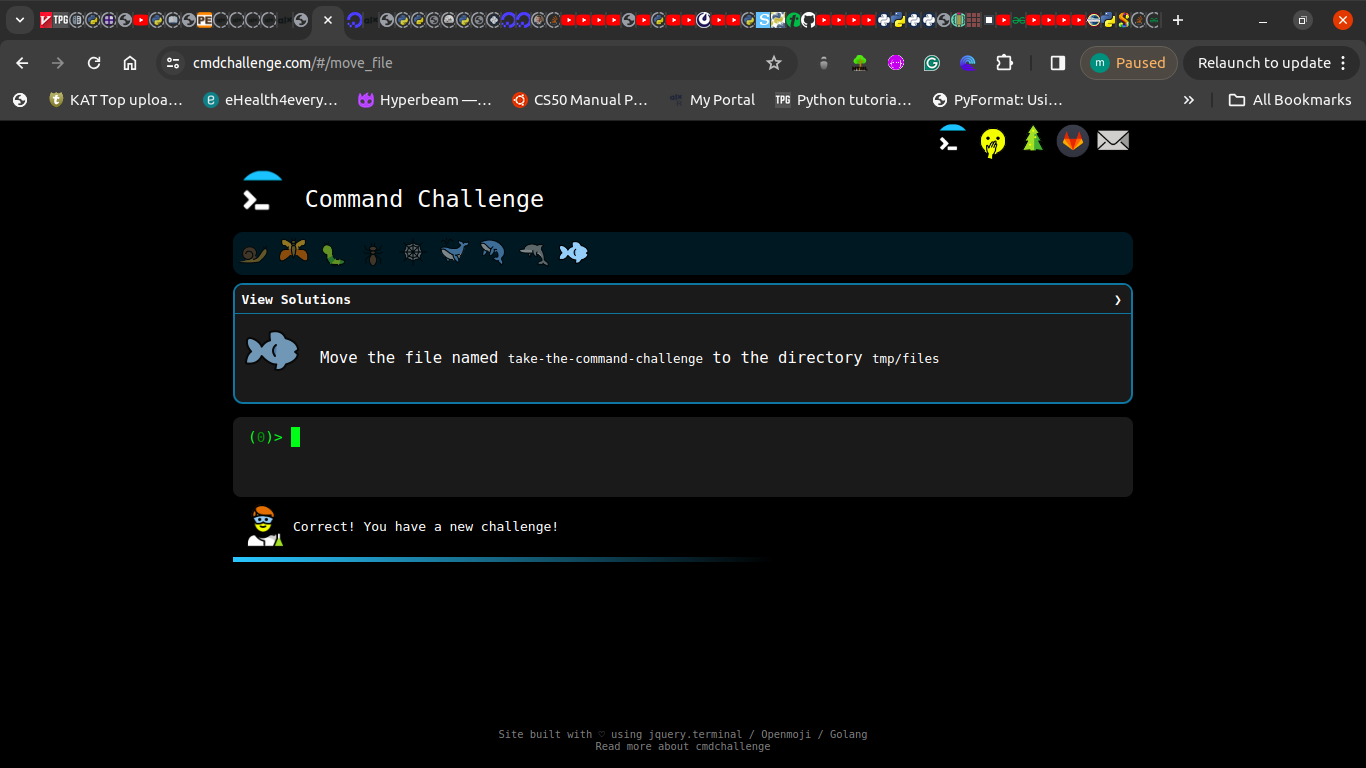 cmdchallenge.com/#/move_file
m Paused
Relaunch to update
KAT Top uploa…
eHealth4every…
Hyperbeam —…
CS50 Manual P…
My Portal
TPG Python tutoria…
PyFormat: Usi…
»
All Bookmarks
Command Challenge
View Solutions ❯
Move the file named take-the-command-challenge to the directory tmp/files
(0)>
Correct! You have a new challenge!
Site built with ♡ using jquery.terminal / Openmoji / Golang
Read more about cmdchallenge